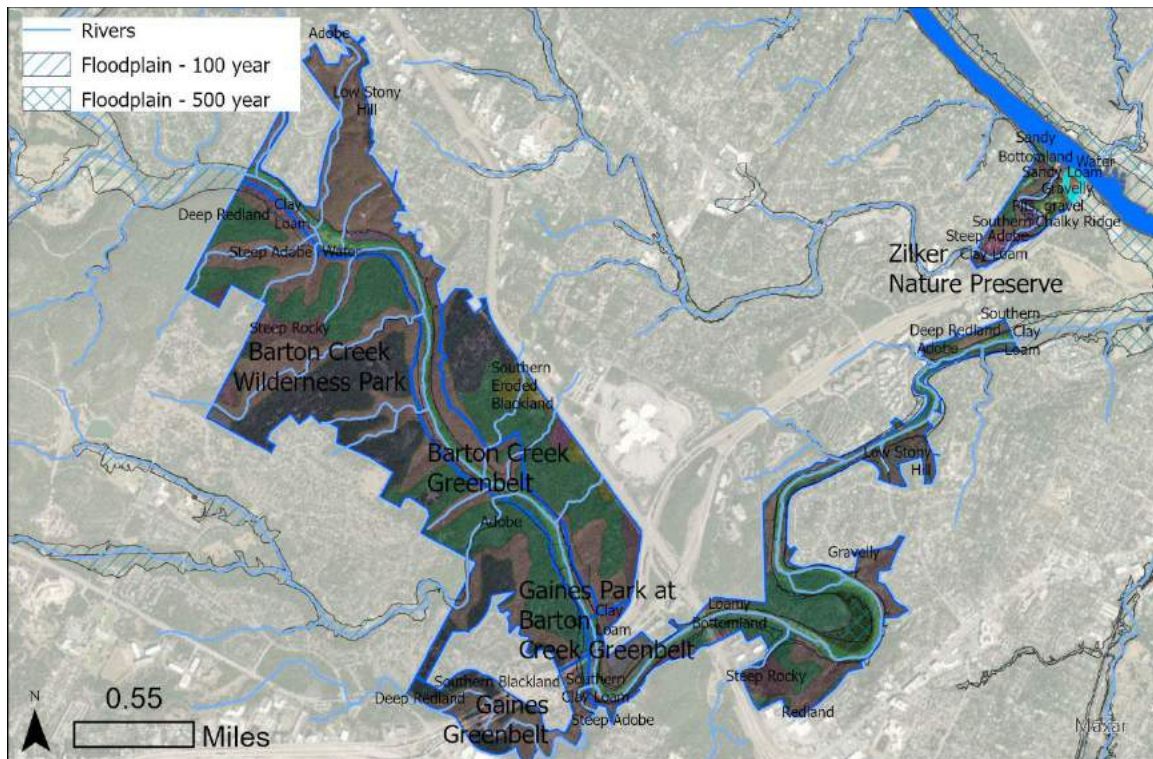 Rivers
Floodplain - 100 year
Floodplain - 500 year
Adobe
Low Stony
Hill
Deep Redland
Clay
Loam
Steep Adobe
Water
Steep Rocky
Barton Creek
Wilderness Park
Southern
Eroded
Blackland
Barton Creek
Greenbelt
Adobe
Gaines Park at
Barton
Creek Greenbelt
Clay
Loam
Southern Blackland
Deep Redland
Gaines
Greenbelt
Southern
Clay Loam
Steep Adobe
Loamy
Bottomland
Steep Rocky
Redland
Gravelly
Low Stony
Hill
Deep Redland
Adobe
Southern
Clay
Loam
Sandy
Bottomland
Water
Sandy Loam
Gravelly
Pits, gravel
Southern Chalky Ridge
Steep Adobe
Clay Loam
Zilker
Nature Preserve
N
0.55
Miles
Maxar